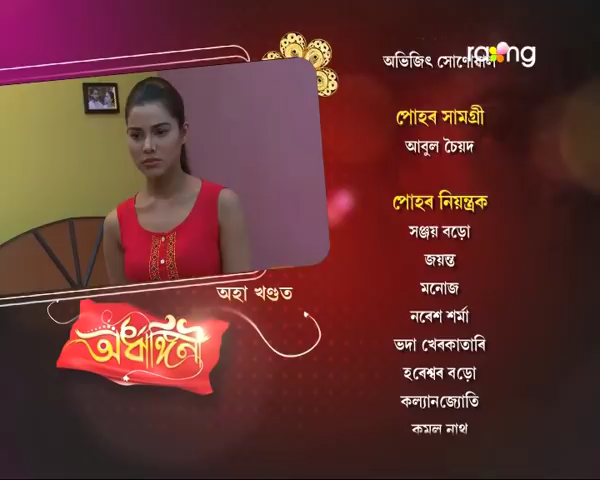 rang
অভিজিৎ সোণোৱাল
পোহৰ সামগ্ৰী
আবুল চৈয়দ
পোহৰ নিয়ন্ত্ৰক
সঞ্জয় বড়ো
জয়ন্ত
মনোজ
নবেশ শৰ্মা
ভদা খেৰকাতাৰি
হৰেশ্বৰ বড়ো
কল্যানজ্যোতি
কমল নাথ
অহা খণ্ডত
অৰ্ধাঙ্গিনী